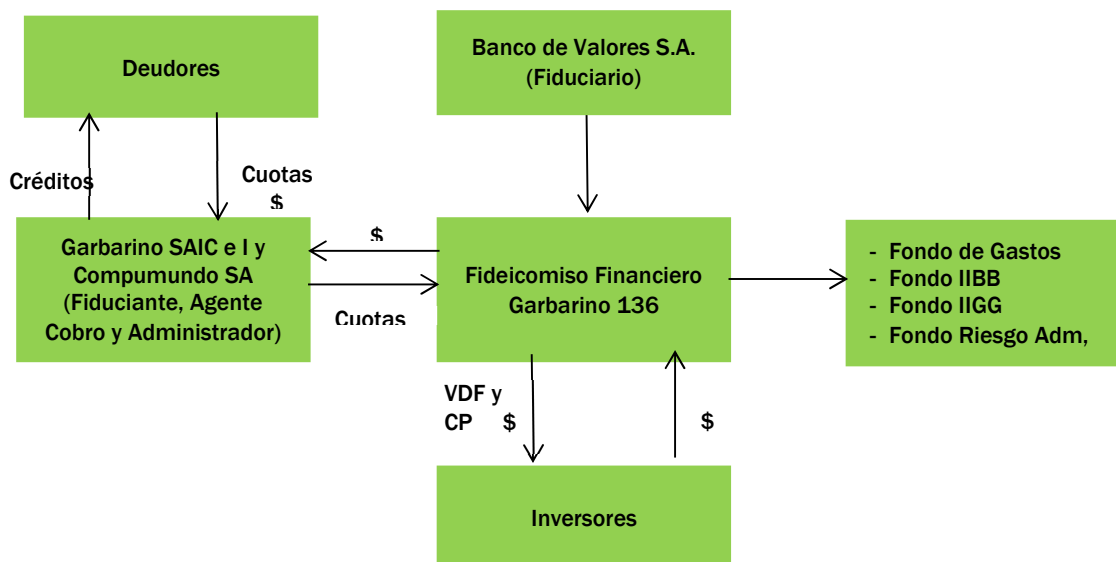 Deudores
Banco de Valores S.A.
(Fiduciario)
Créditos
Cuotas
$
Garbarino SAIC e I y
Compumundo SA
(Fiduciante, Agente
Cobro y Administrador)
$
Cuotas
Fideicomiso Financiero
Garbarino 136
- Fondo de Gastos
- Fondo IIBB
- Fondo IIGG
- Fondo Riesgo Adm,
VDF y
CP $
$
Inversores